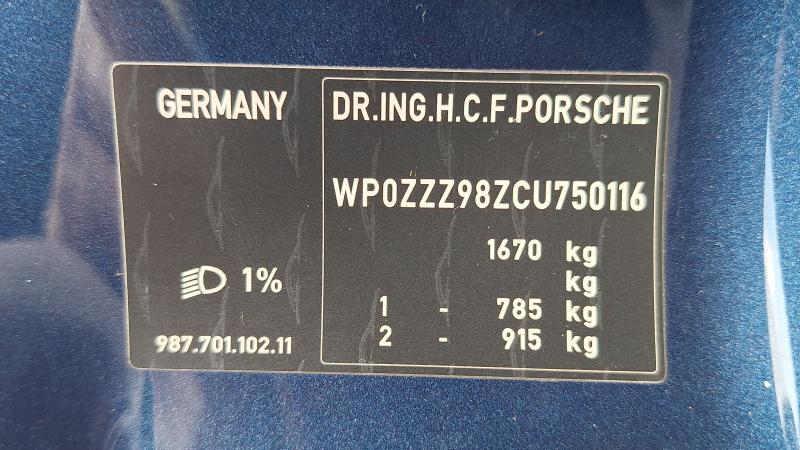 GERMANY
DR.ING.H.C.F.PORSCHE
WP0ZZZ98ZCU750116
1670 kg
kg
1 - 785 kg
2 - 915 kg
1%
987.701.102.11